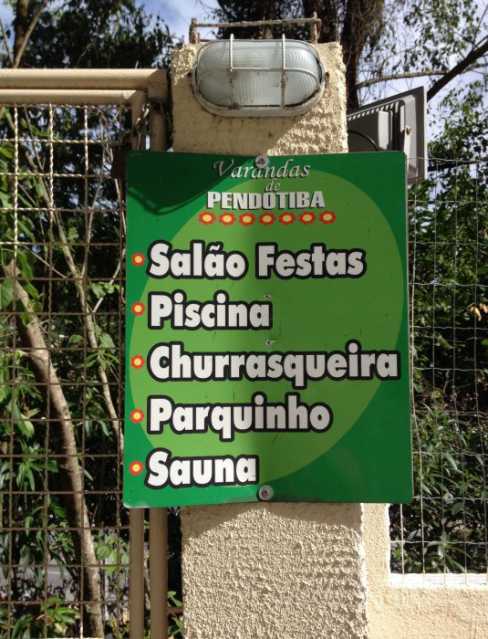 Varandas
de
PENDOTIBA
Salão Festas
Piscina
Churrasqueira
Parquinho
Sauna